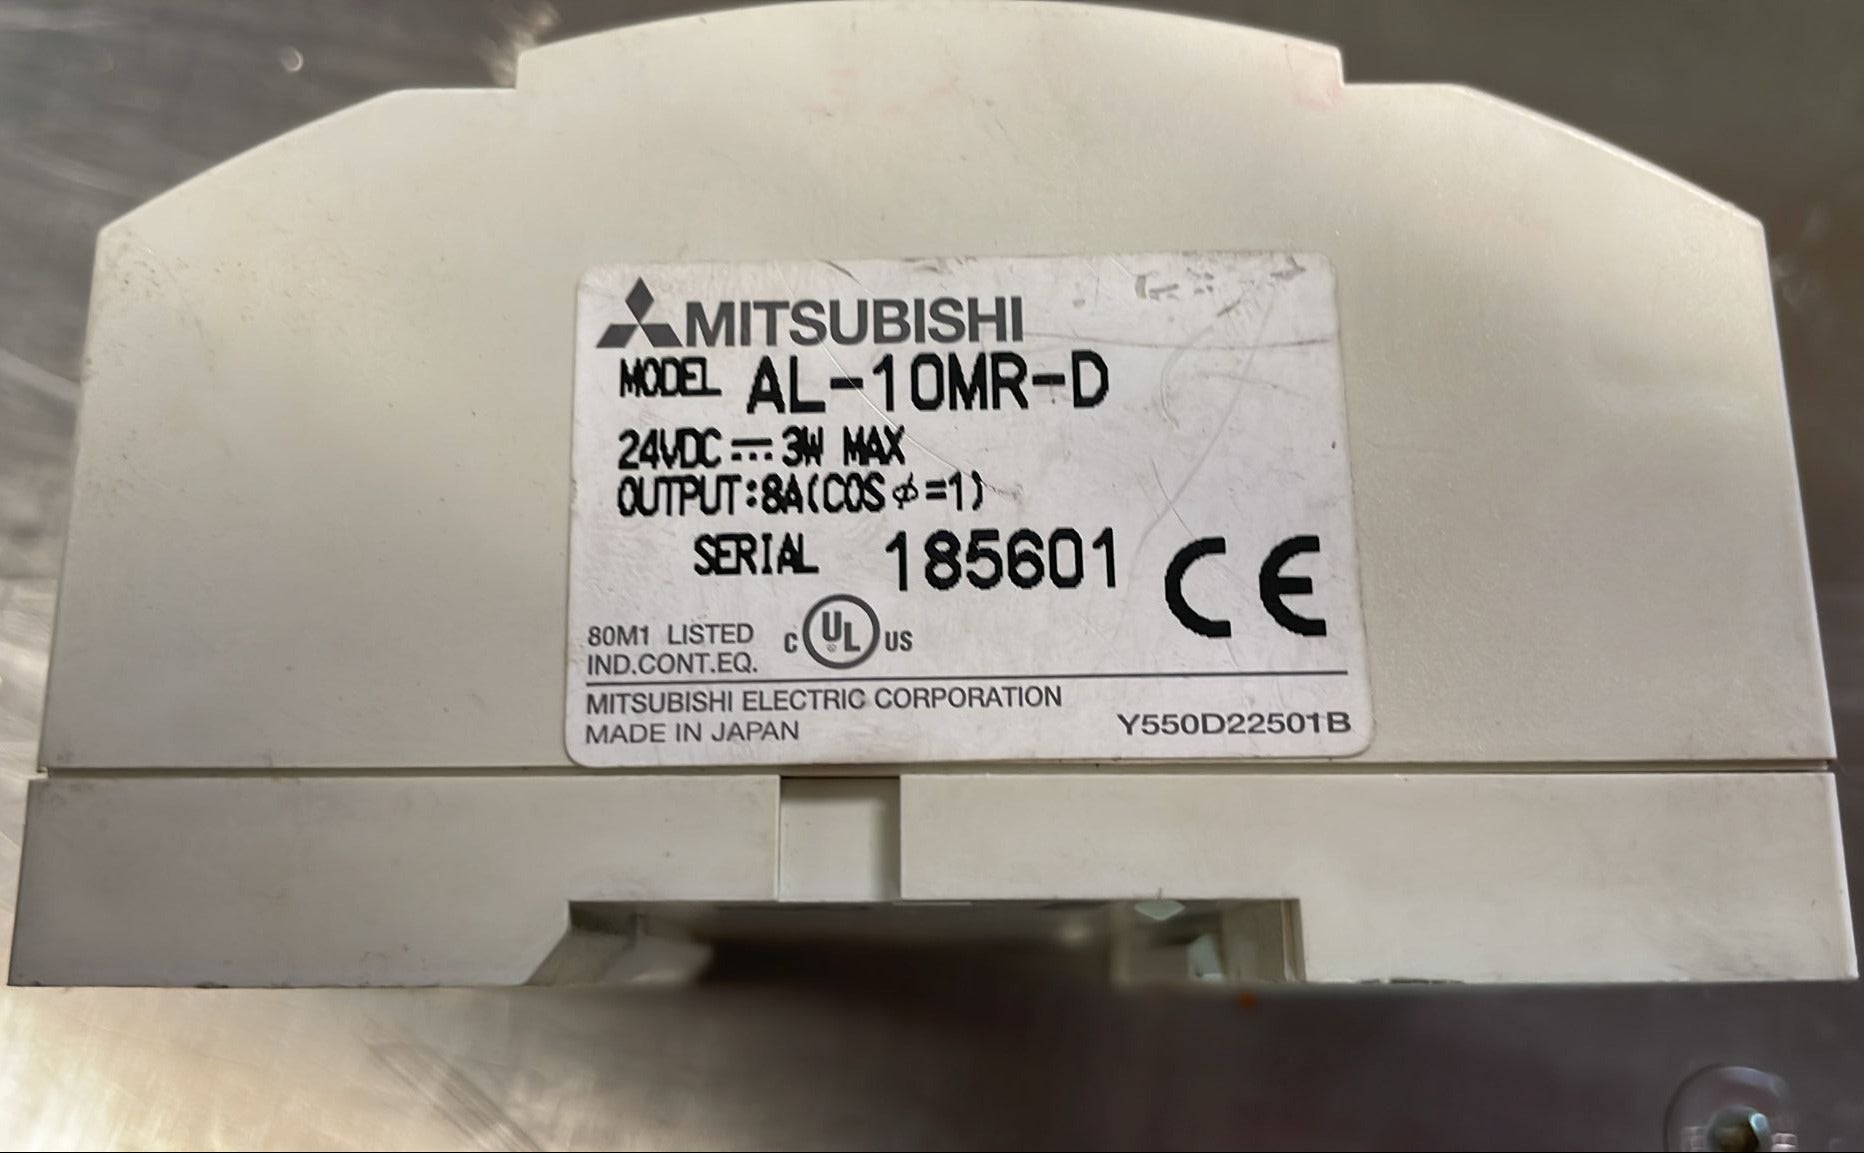 MITSUBISHI
MODEL AL-10MR-D
24VDC ⎓ 3W MAX
OUTPUT:8A(COSφ=1)
SERIAL 185601
CE
80M1 LISTED
IND.CONT.EQ.
C UL US
MITSUBISHI ELECTRIC CORPORATION
MADE IN JAPAN
Y550D22501B